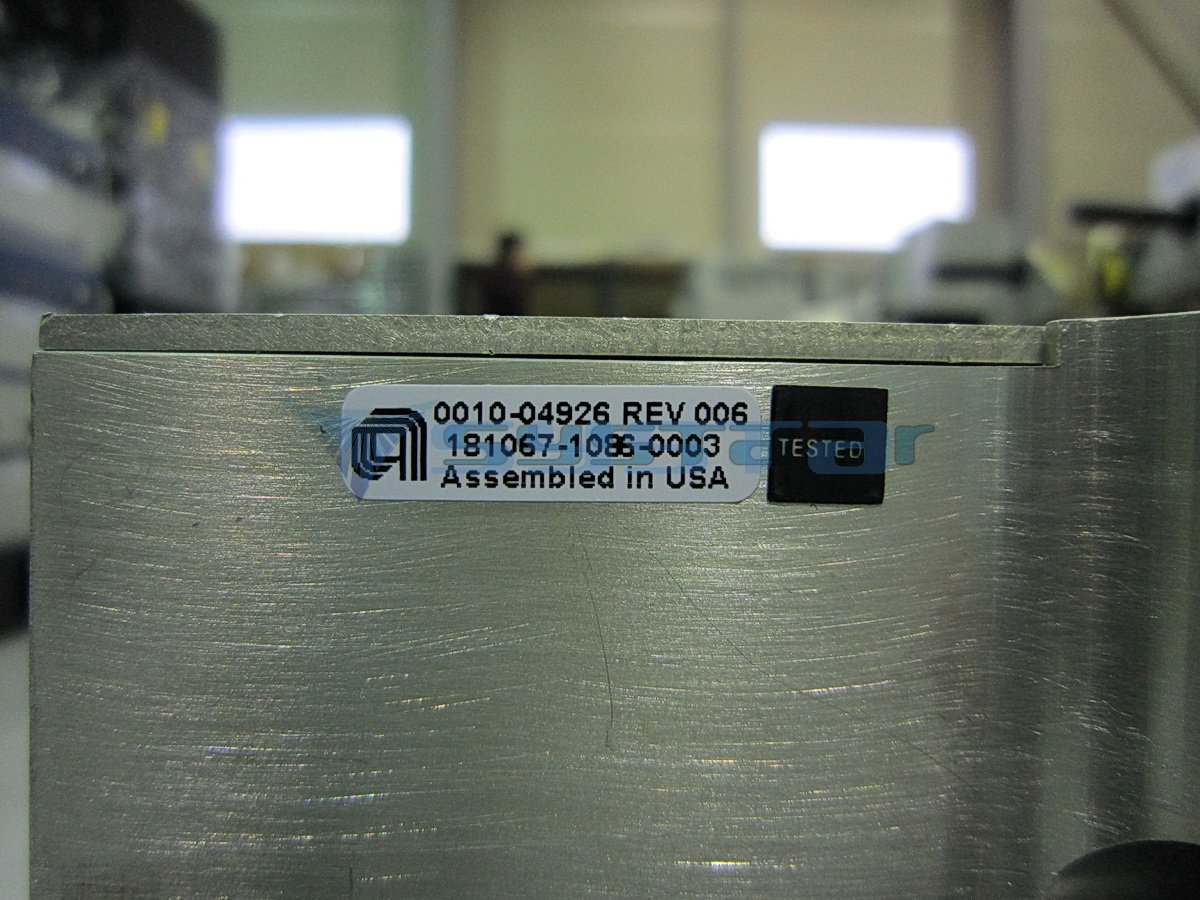 0010-04926 REV 006
181067-1086-0003
Assembled in USA
TESTED